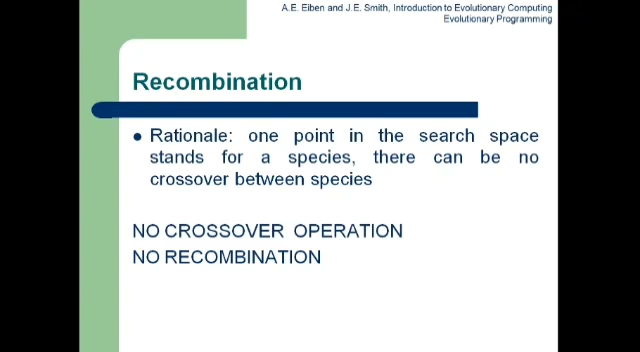 A.E. Eiben and J.E. Smith, Introduction to Evolutionary Computing
Evolutionary Programming
Recombination
• Rationale: one point in the search space
stands for a species, there can be no
crossover between species
NO CROSSOVER OPERATION
NO RECOMBINATION